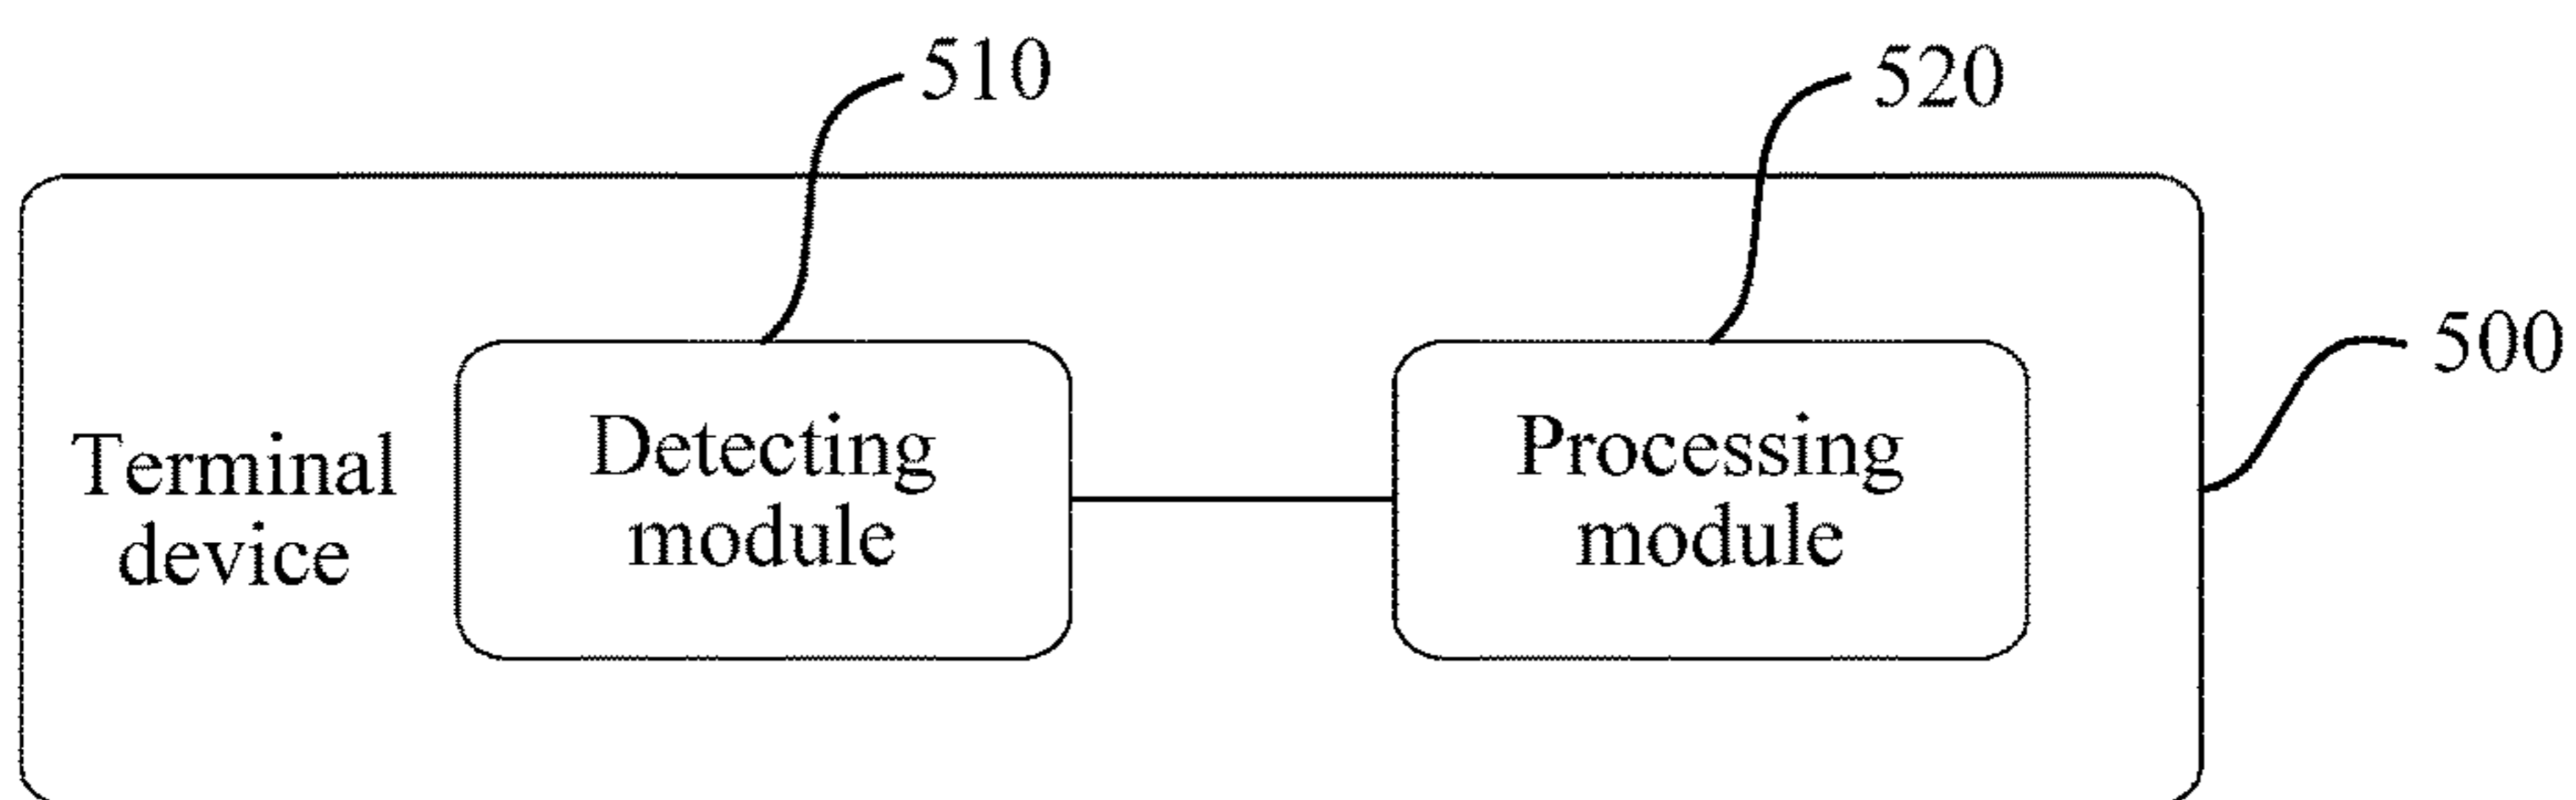 510
520
500
Terminal
device
Detecting
module
Processing
module